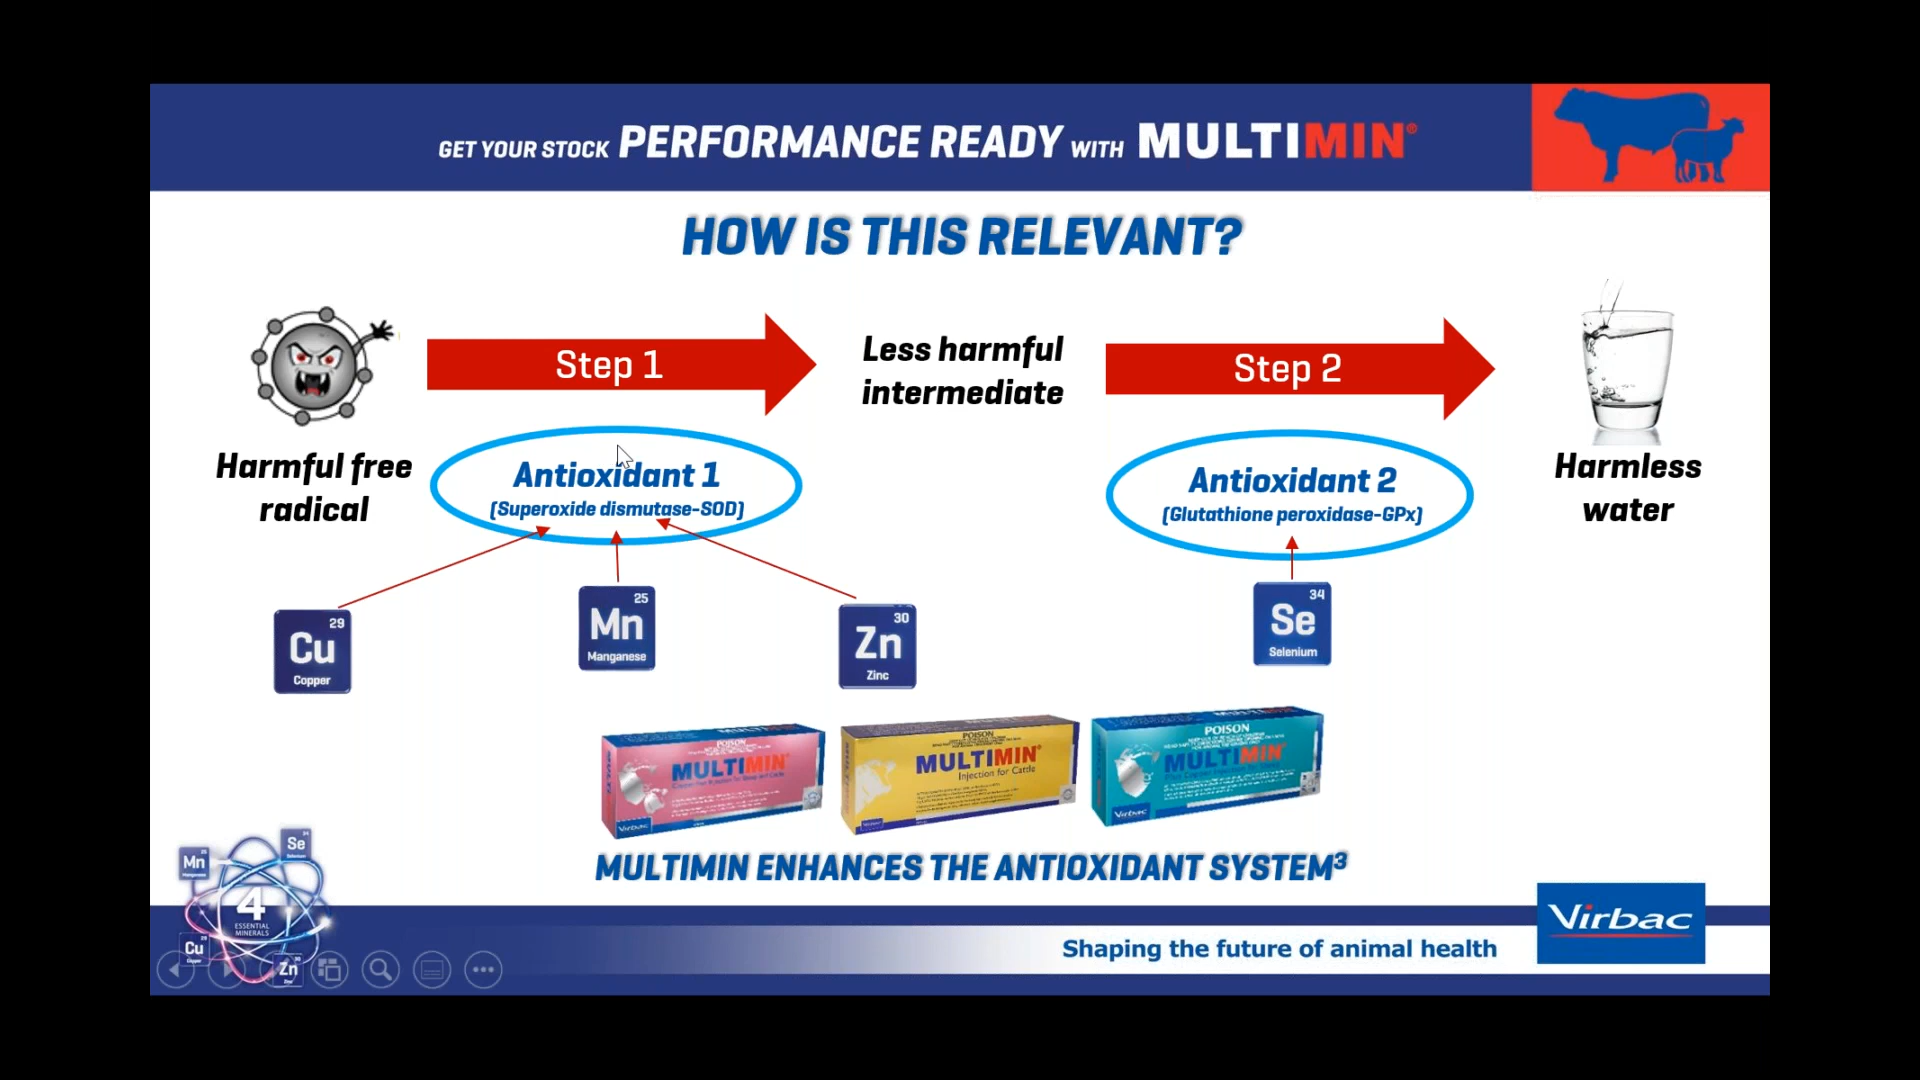 GET YOUR STOCK PERFORMANCE READY WITH MULTIMIN®
HOW IS THIS RELEVANT?
Step 1
Less harmful
intermediate
Step 2
Harmful free
radical
Antioxidant 1
(Superoxide dismutase-SOD)
Antioxidant 2
(Glutathione peroxidase-GPx)
Harmless
water
29
Cu
Copper
25
Mn
Manganese
30
Zn
Zinc
34
Se
Selenium
POISON
MULTIMIN
Virbac
POISON
MULTIMIN®
Injection for Cattle
POISON
MULTIMIN
Virbac
MULTIMIN ENHANCES THE ANTIOXIDANT SYSTEM³
Mn
Se
4
ESSENTIAL
MINERALS
Cu
Zn
Shaping the future of animal health
Virbac